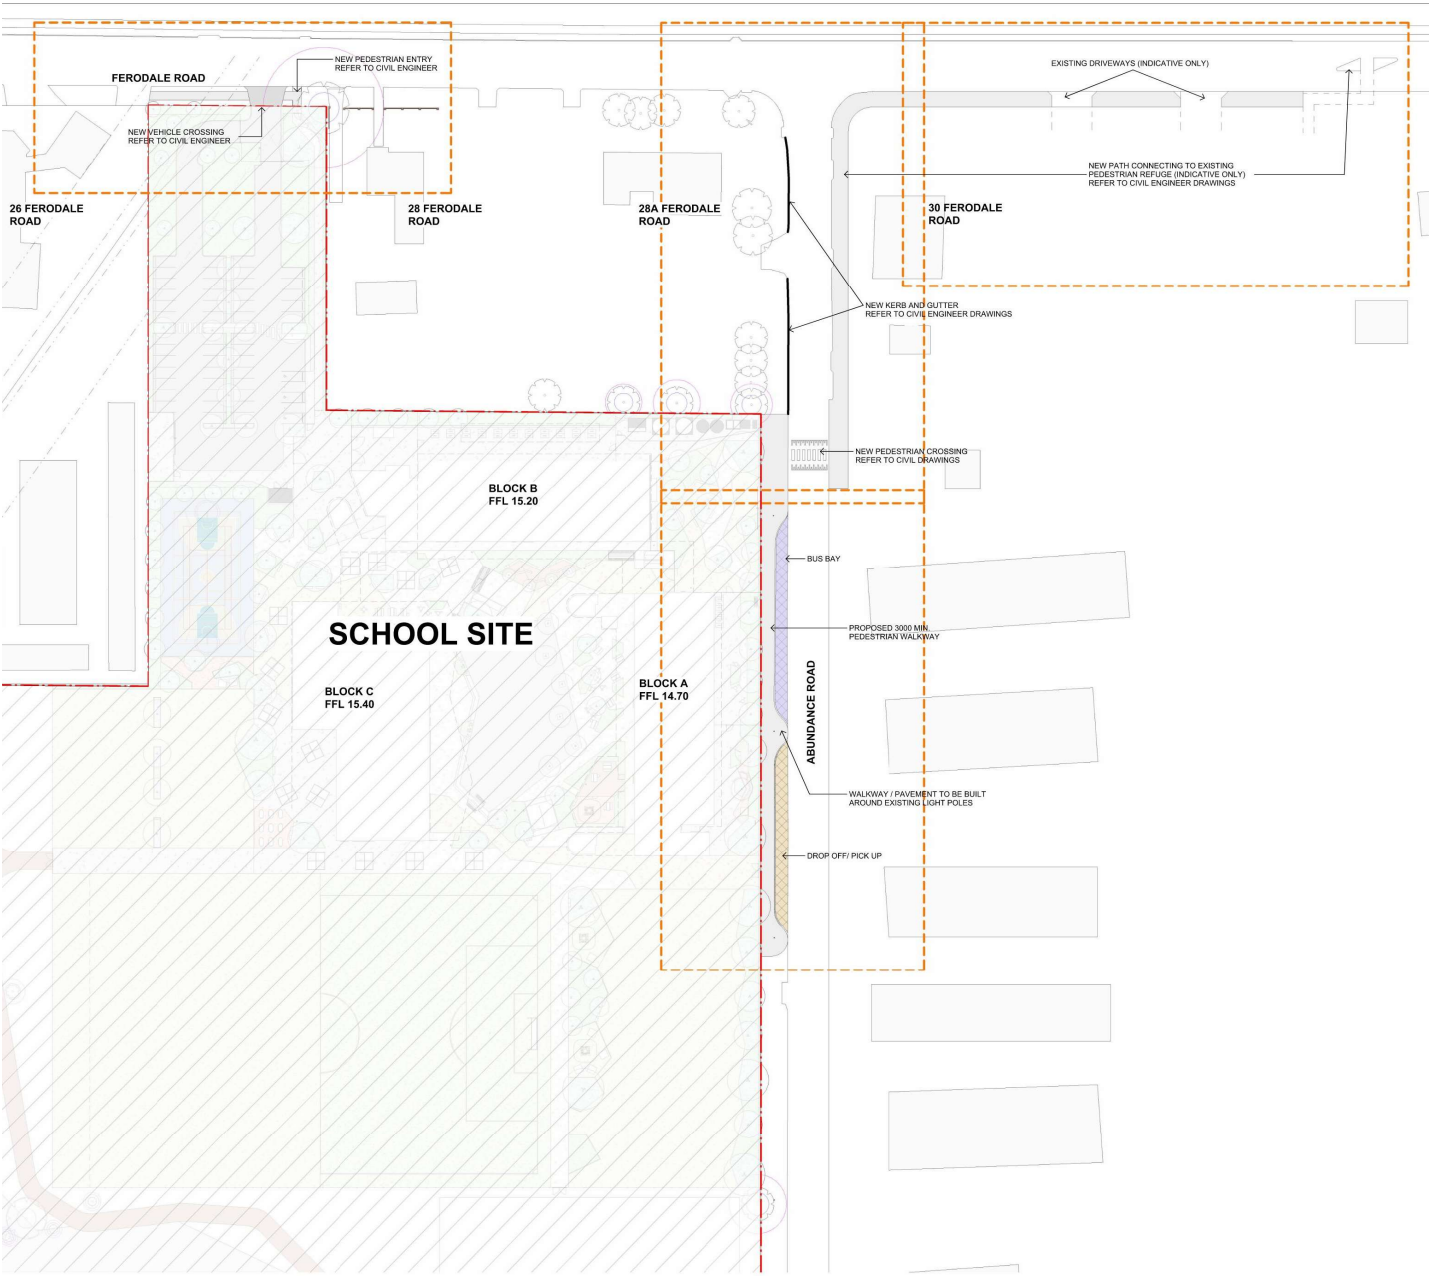 FERODALE ROAD
NEW PEDESTRIAN ENTRY
REFER TO CIVIL ENGINEER
EXISTING DRIVEWAYS (INDICATIVE ONLY)
NEW VEHICLE CROSSING
REFER TO CIVIL ENGINEER
NEW PATH CONNECTING TO EXISTING
PEDESTRIAN REFUGE (INDICATIVE ONLY)
REFER TO CIVIL ENGINEER DRAWINGS
26 FERODALE
ROAD
28 FERODALE
ROAD
28A FERODALE
ROAD
30 FERODALE
ROAD
NEW KERB AND GUTTER
REFER TO CIVIL ENGINEER DRAWINGS
NEW PEDESTRIAN CROSSING
REFER TO CIVIL DRAWINGS
BLOCK B
FFL 15.20
BUS BAY
SCHOOL SITE
PROPOSED 3000 MIN.
PEDESTRIAN WALKWAY
BLOCK C
FFL 15.40
BLOCK A
FFL 14.70
ABUNDANCE ROAD
WALKWAY / PAVEMENT TO BE BUILT
AROUND EXISTING LIGHT POLES
DROP OFF/ PICK UP